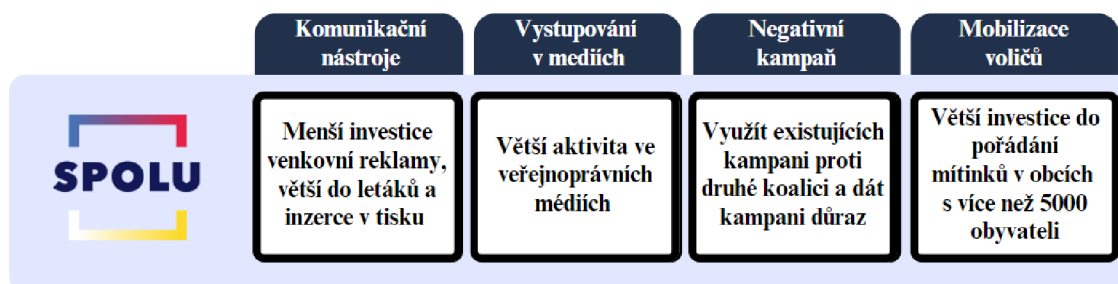 Komunikační
nástroje
Vystupování
v mediích
Negativní
kampaň
Mobilizace
voličů
SPOLU
Menší investice
venkovní reklamy,
větší do letáků a
inzerce v tisku
Větší aktivita ve
veřejnoprávních
médiích
Využít existujících
kampani proti
druhé koalici a dát
kampani důraz
Větší investice do
pořádání
mítinků v obcích
s více než 5000
obyvateli